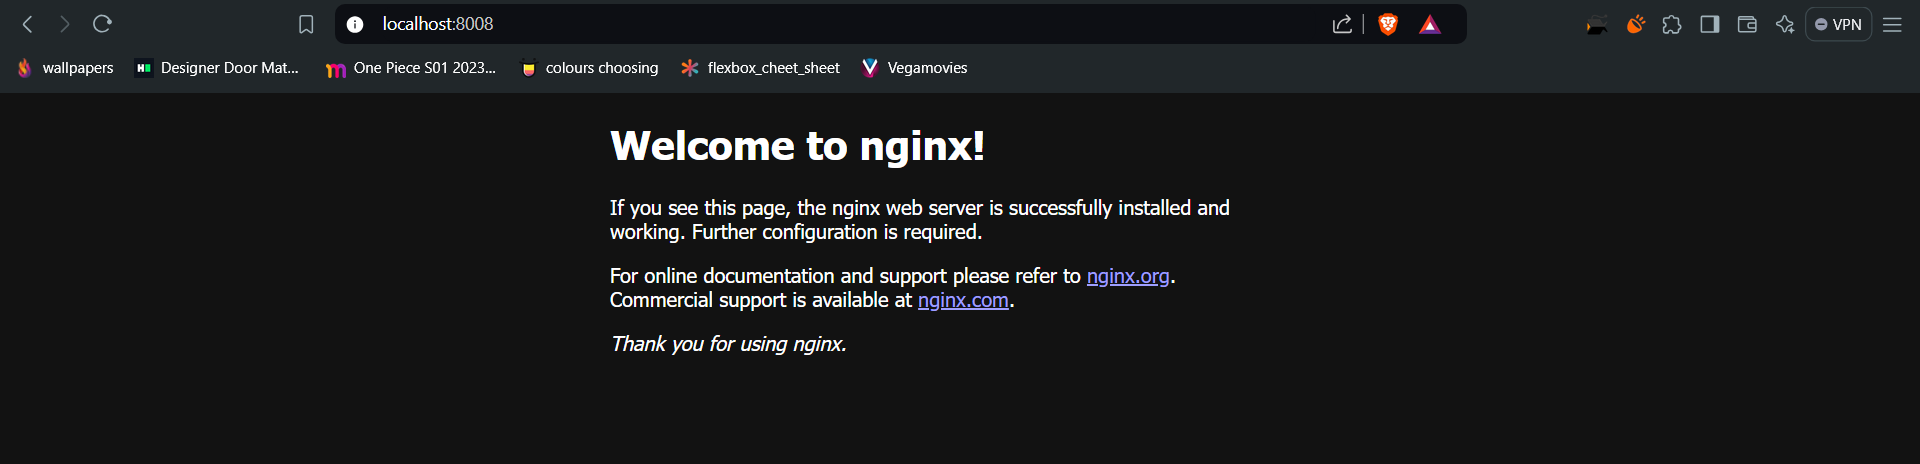 localhost:8008
VPN
wallpapers
Designer Door Mat...
One Piece S01 2023...
colours choosing
flexbox_cheet_sheet
Vegamovies
Welcome to nginx!
If you see this page, the nginx web server is successfully installed and
working. Further configuration is required.
For online documentation and support please refer to nginx.org.
Commercial support is available at nginx.com.
Thank you for using nginx.